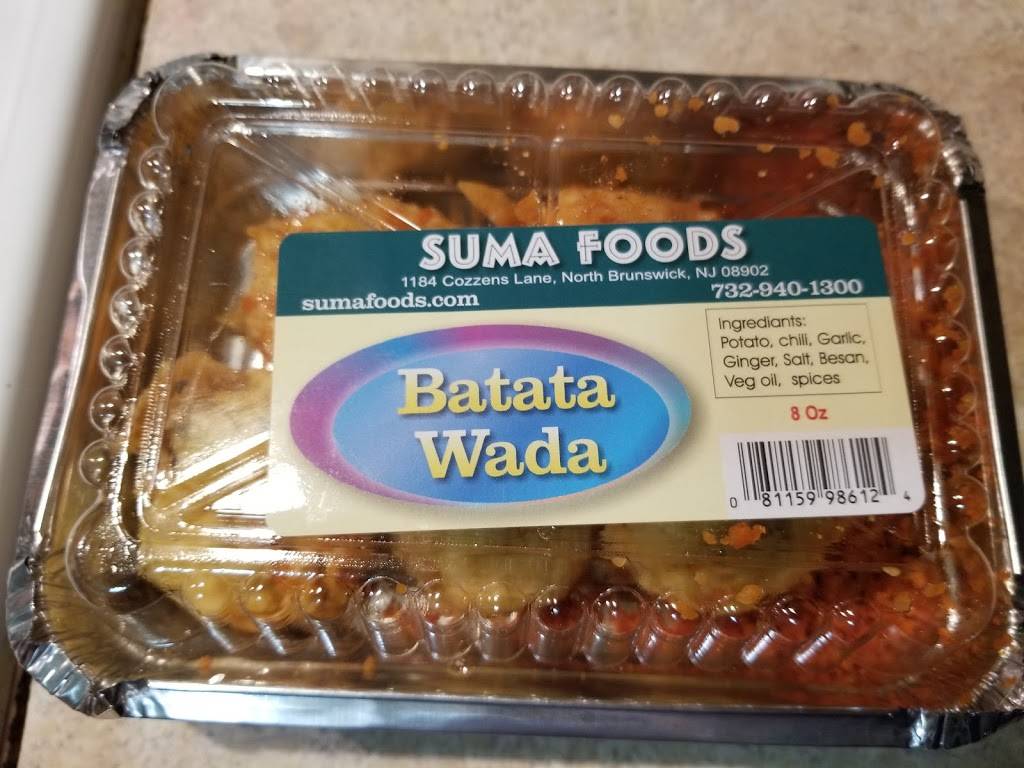 SUMA FOODS
1184 Cozzens Lane, North Brunswick, NJ 08902
sumafoods.com 732-940-1300
Batata
Wada
Ingrediants:
Potato, chili, Garlic,
Ginger, Salt, Besan,
Veg oil, spices
8 Oz
0 81159 98612 4